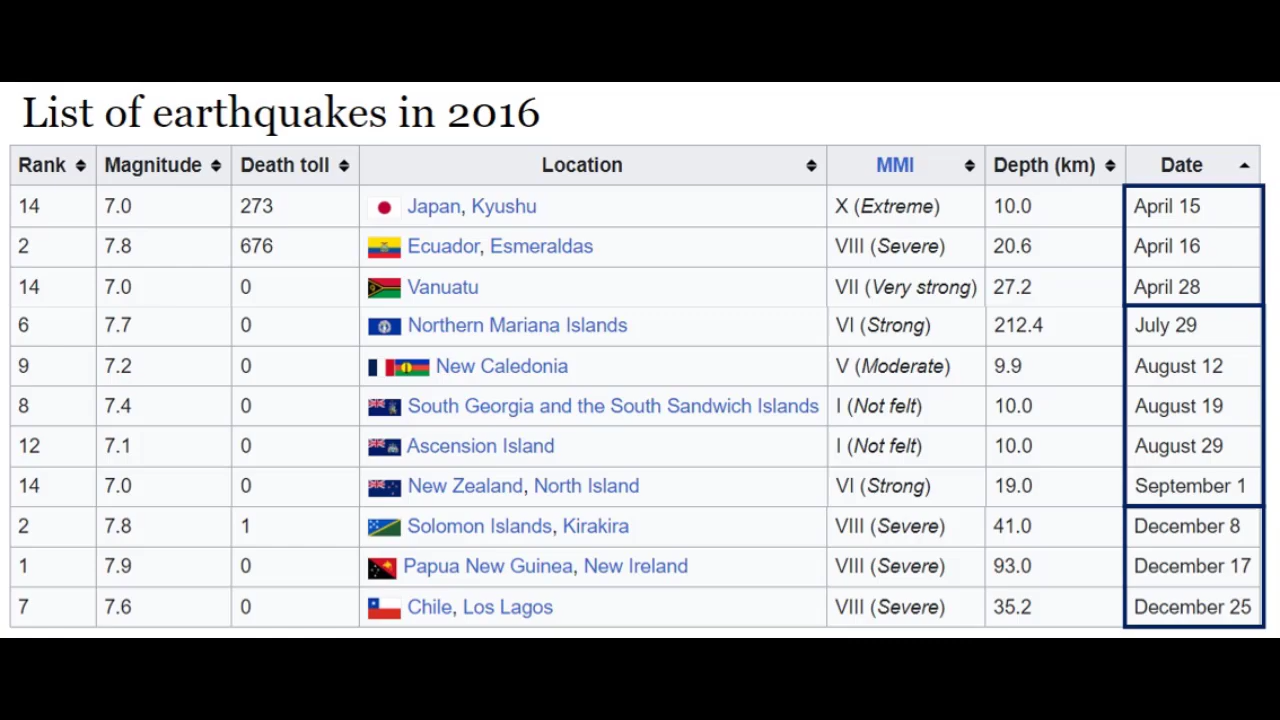 List of earthquakes in 2016
Rank Magnitude Death toll Location MMI Depth (km) Date
14 7.0 273 Japan, Kyushu X (Extreme) 10.0 April 15
2 7.8 676 Ecuador, Esmeraldas VIII (Severe) 20.6 April 16
14 7.0 0 Vanuatu VII (Very strong) 27.2 April 28
6 7.7 0 Northern Mariana Islands VI (Strong) 212.4 July 29
9 7.2 0 New Caledonia V (Moderate) 9.9 August 12
8 7.4 0 South Georgia and the South Sandwich Islands I (Not felt) 10.0 August 19
12 7.1 0 Ascension Island I (Not felt) 10.0 August 29
14 7.0 0 New Zealand, North Island VI (Strong) 19.0 September 1
2 7.8 1 Solomon Islands, Kirakira VIII (Severe) 41.0 December 8
1 7.9 0 Papua New Guinea, New Ireland VIII (Severe) 93.0 December 17
7 7.6 0 Chile, Los Lagos VIII (Severe) 35.2 December 25